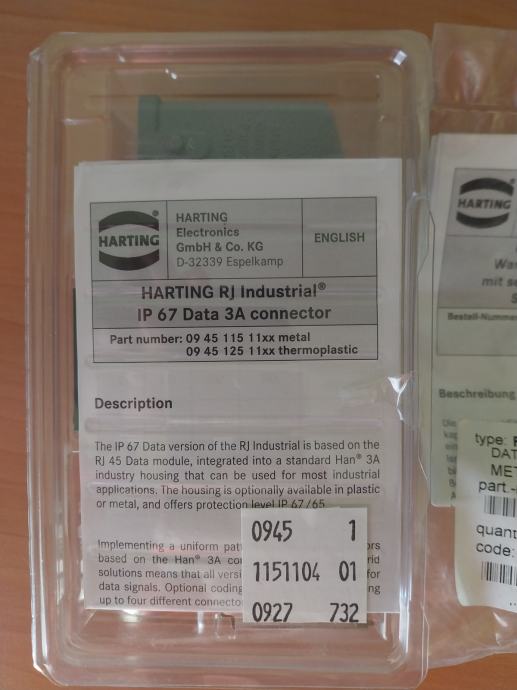 HARTING
HARTING
Electronics
GmbH & Co. KG
D-32339 Espelkamp
ENGLISH
HARTING RJ Industrial®
IP 67 Data 3A connector
Part number: 09 45 115 11xx metal
09 45 125 11xx thermoplastic
Description
The IP 67 Data version of the RJ Industrial is based on the
RJ 45 Data module, integrated into a standard Han® 3A
industry housing that can be used for most industrial
applications. The housing is optionally available in plastic
or metal, and offers protection level IP 67/65
Implementing a uniform
based on the Han® 3A
solutions means that all for
data signals. Optional coding
up to four different
0945 1
1151104 01
0927 732
HARTING
mit
Bestell-Nummer
Beschreibung
type:
DAT
MET
part
quant
code: